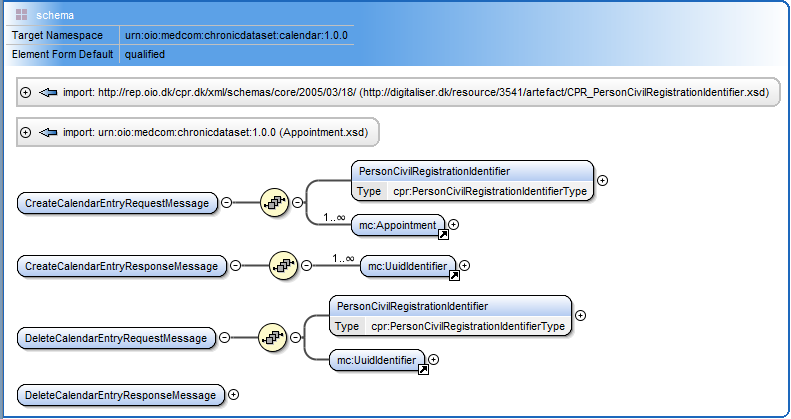 schema
Target Namespace urn:oio:medcom:chronicdataset:calendar:1.0.0
Element Form Default qualified
import: http://rep.oio.dk/cpr.dk/xml/schemas/core/2005/03/18/ (http://digitaliser.dk/resource/3541/artefact/CPR_PersonCivilRegistrationIdentifier.xsd)
import: urn:oio:medcom:chronicdataset:1.0.0 (Appointment.xsd)
PersonCivilRegistrationIdentifier
Type cpr:PersonCivilRegistrationIdentifierType
CreateCalendarEntryRequestMessage
1..∞
mc:Appointment
CreateCalendarEntryResponseMessage
1..∞
mc:UuidIdentifier
PersonCivilRegistrationIdentifier
Type cpr:PersonCivilRegistrationIdentifierType
DeleteCalendarEntryRequestMessage
mc:UuidIdentifier
DeleteCalendarEntryResponseMessage